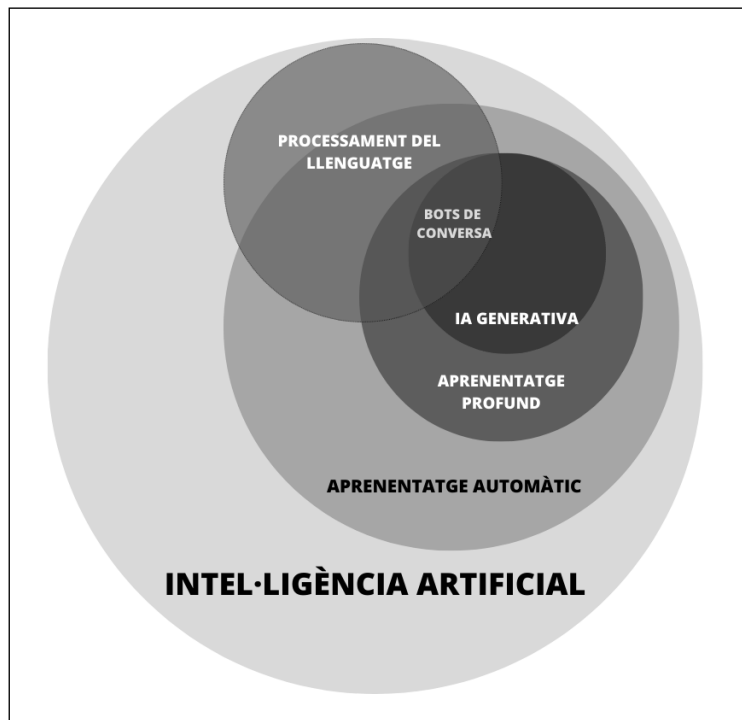 PROCESSAMENT DEL
LLENGUATGE
BOTS DE
CONVERSA
IA GENERATIVA
APRENENTATGE
PROFUND
APRENENTATGE AUTOMÀTIC
INTEL·LIGÈNCIA ARTIFICIAL